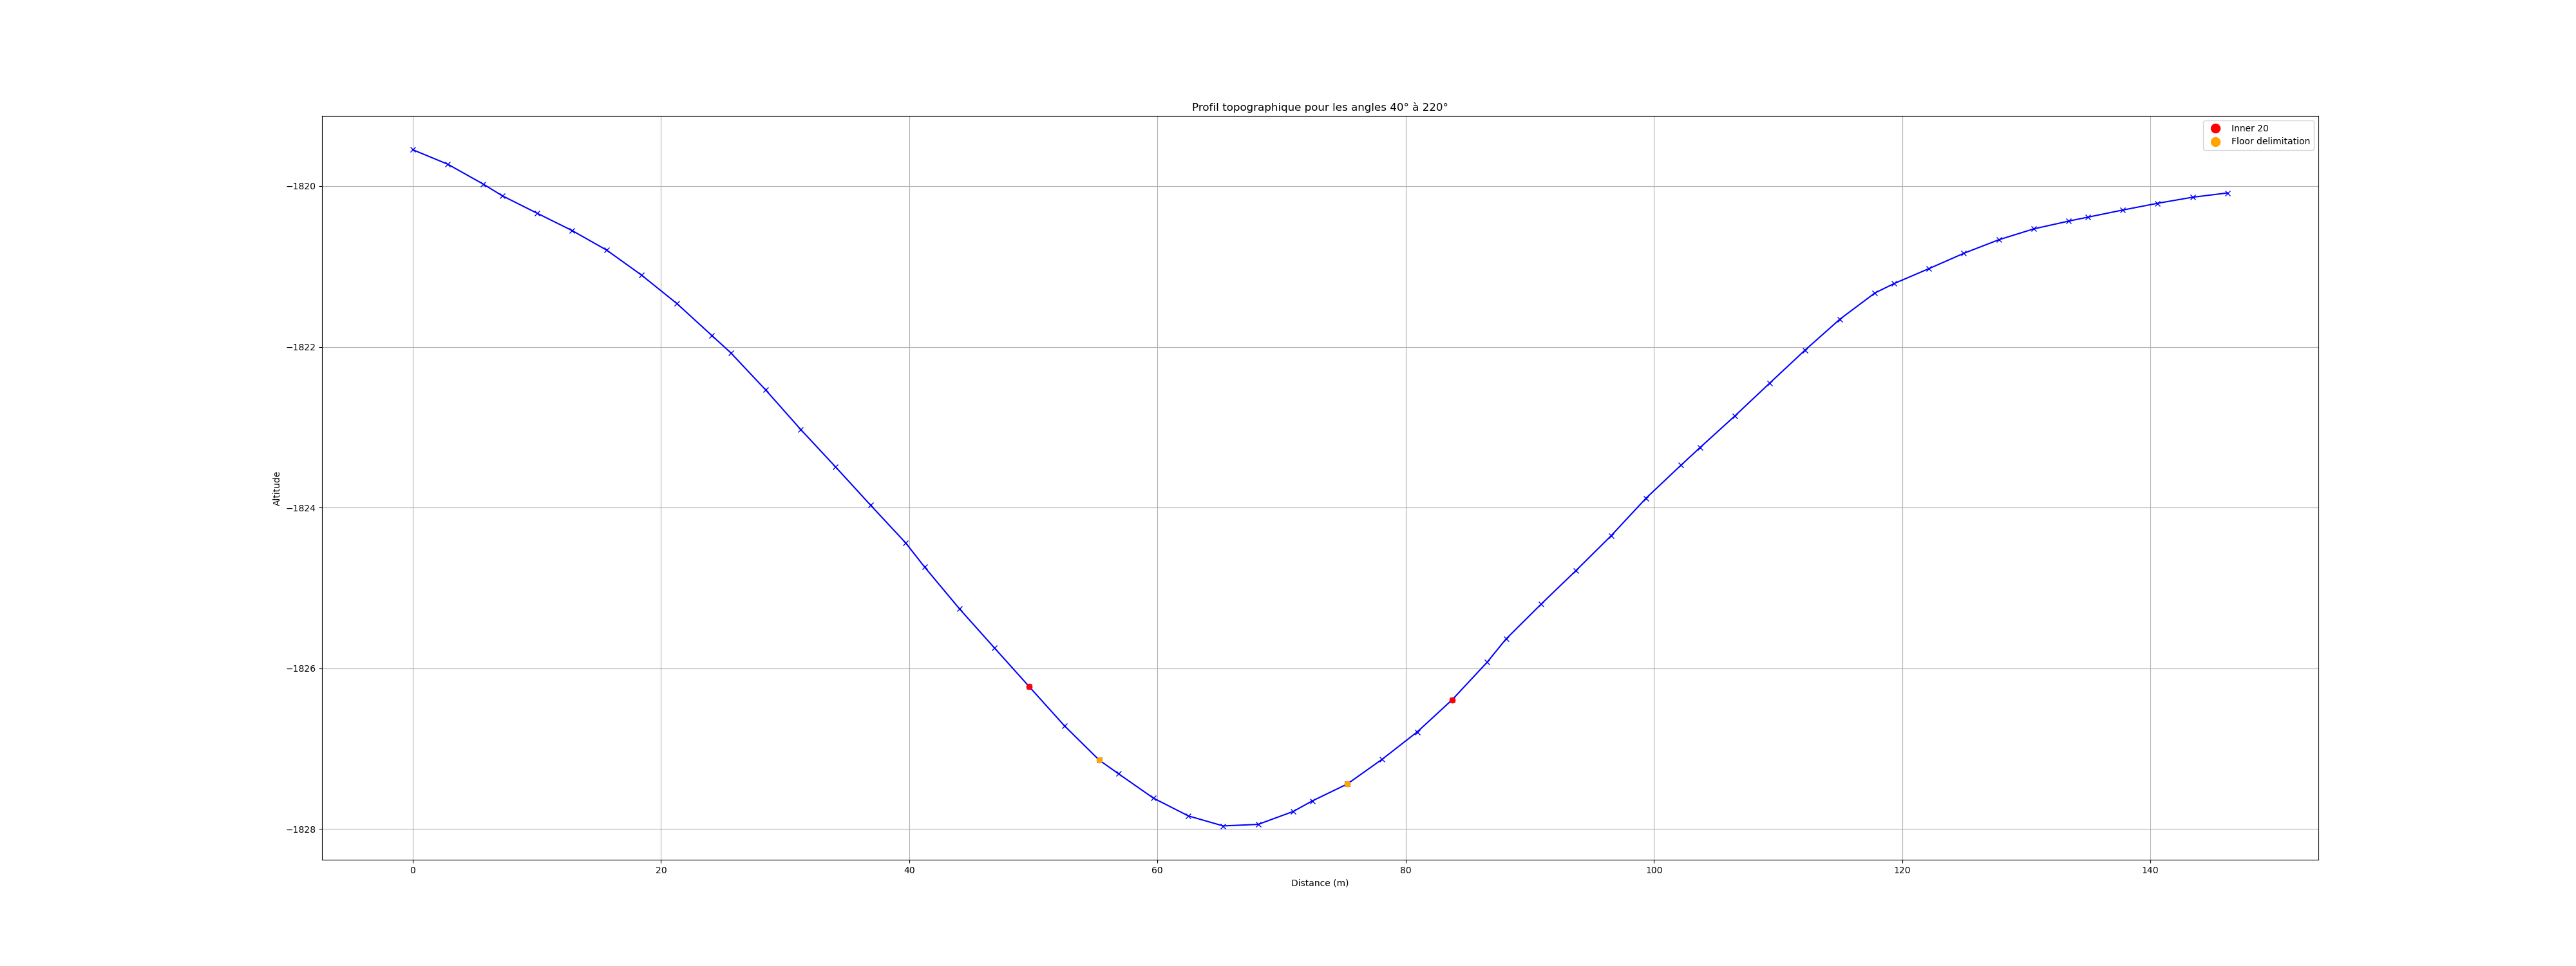 Profil topographique pour les angles 40° à 220°
Inner 20
Floor delimitation
−1820
−1822
−1824
−1826
−1828
Altitude
0 20 40 60 80 100 120 140
Distance (m)